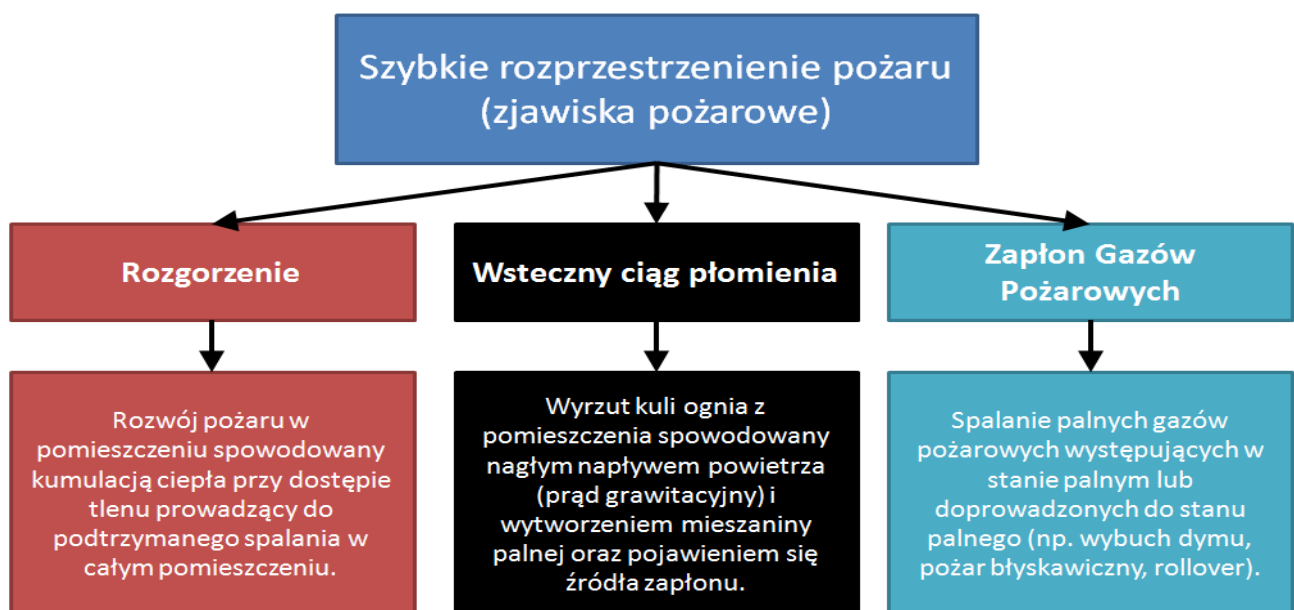 Szybkie rozprzestrzenienie pożaru
(zjawiska pożarowe)
Rozgorzenie
Wsteczny ciąg płomienia
Zapłon Gazów
Pożarowych
Rozwój pożaru w
pomieszczeniu spowodowany
kumulacją ciepła przy dostępie
tlenu prowadzący do
podtrzymanego spalania w
całym pomieszczeniu.
Wyrzut kuli ognia z
pomieszczenia spowodowany
nagłym napływem powietrza
(prąd grawitacyjny) i
wytworzeniem mieszaniny
palnej oraz pojawieniem się
źródła zapłonu.
Spalanie palnych gazów
pożarowych występujących w
stanie palnym lub
doprowadzonych do stanu
palnego (np. wybuch dymu,
pożar błyskawiczny, rollover).